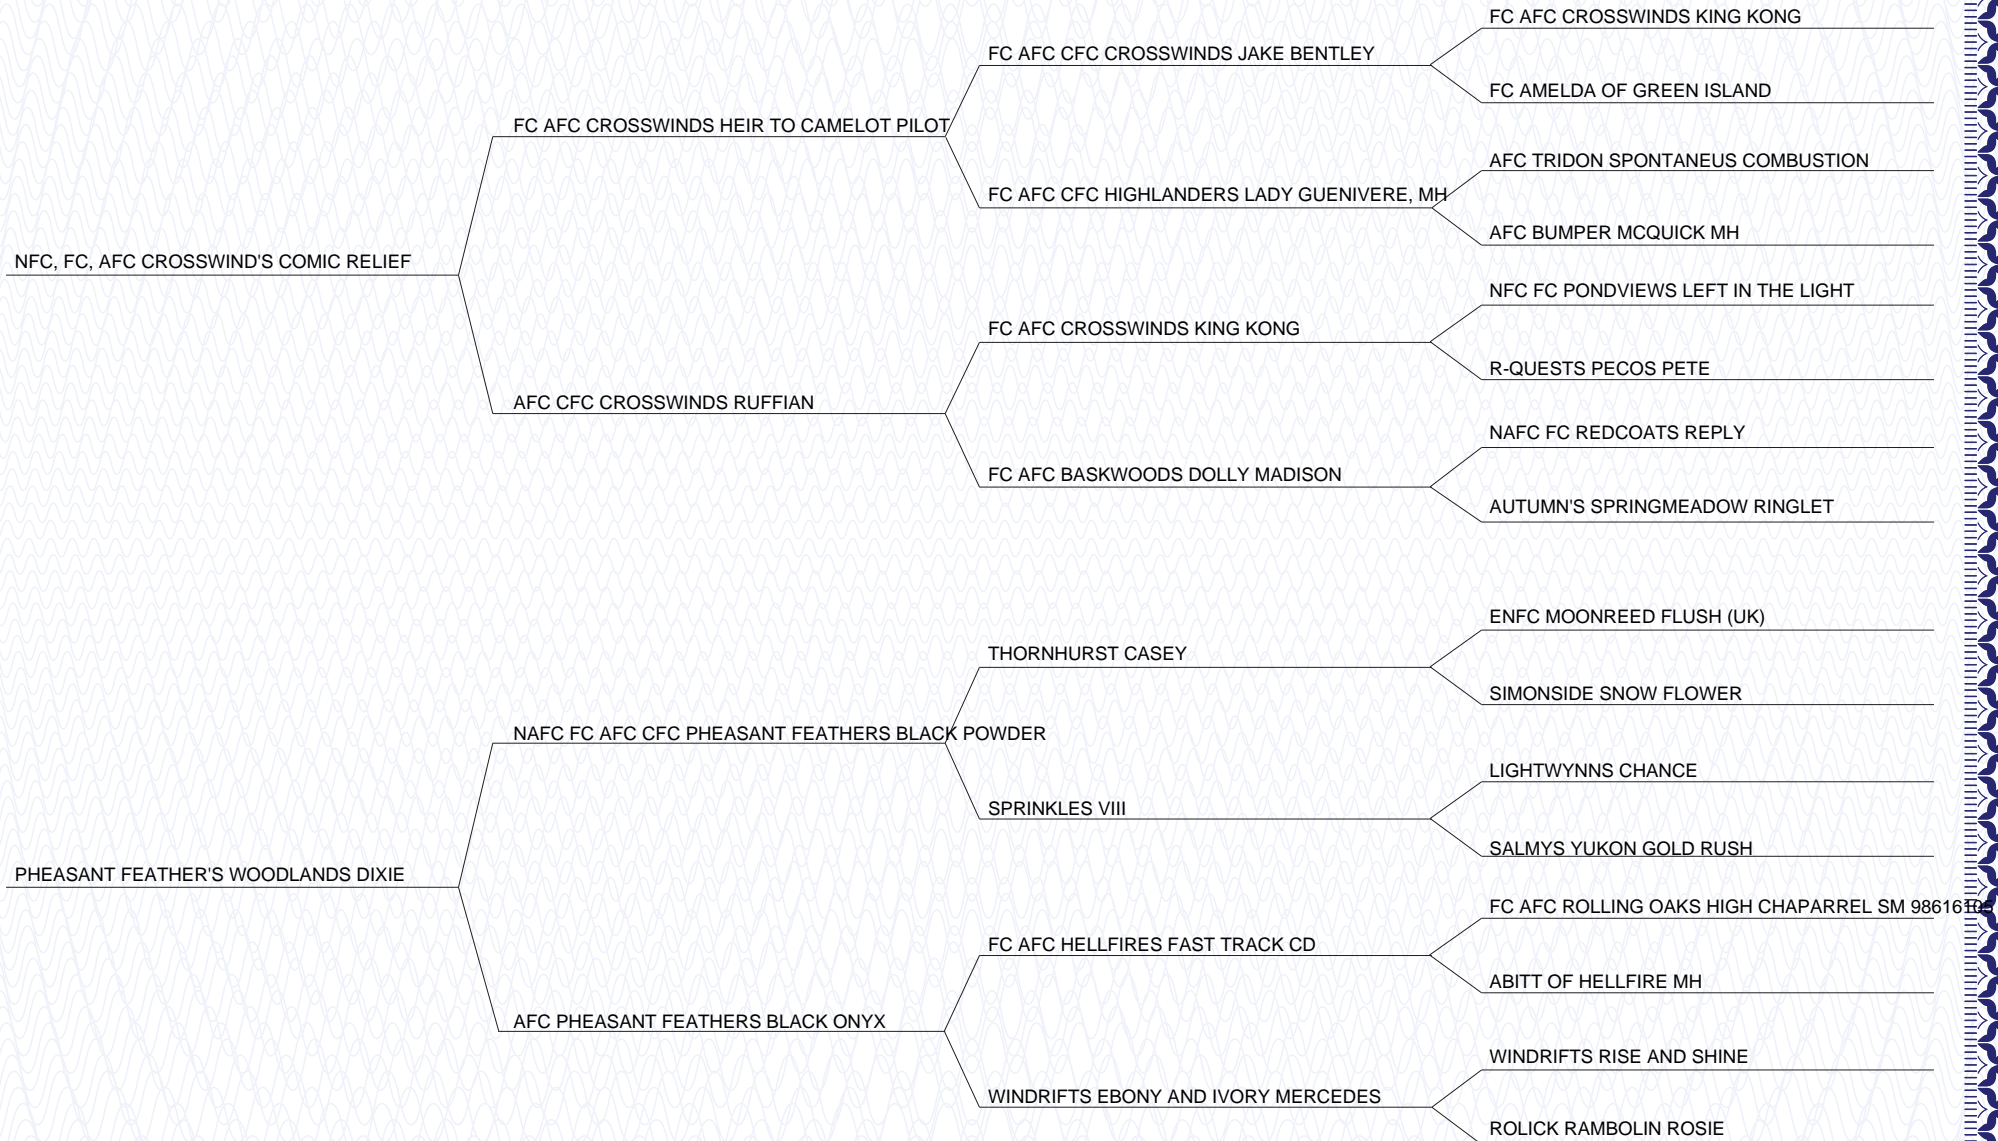 FC AFC CROSSWINDS KING KONG
FC AFC CFC CROSSWINDS JAKE BENTLEY
FC AMELDA OF GREEN ISLAND
FC AFC CROSSWINDS HEIR TO CAMELOT PILOT
AFC TRIDON SPONTANEUS COMBUSTION
FC AFC CFC HIGHLANDERS LADY GUENIVERE, MH
AFC BUMPER MCQUICK MH
NFC, FC, AFC CROSSWIND'S COMIC RELIEF
NFC FC PONDVIEWS LEFT IN THE LIGHT
FC AFC CROSSWINDS KING KONG
R-QUESTS PECOS PETE
AFC CFC CROSSWINDS RUFFIAN
NAFC FC REDCOATS REPLY
FC AFC BASKWOODS DOLLY MADISON
AUTUMN'S SPRINGMEADOW RINGLET
ENFC MOONREED FLUSH (UK)
THORNHURST CASEY
SIMONSIDE SNOW FLOWER
NAFC FC AFC CFC PHEASANT FEATHERS BLACK POWDER
LIGHTWYNNS CHANCE
SPRINKLES VIII
SALMYS YUKON GOLD RUSH
PHEASANT FEATHER'S WOODLANDS DIXIE
FC AFC ROLLING OAKS HIGH CHAPARREL SM 98616105
FC AFC HELLFIRES FAST TRACK CD
ABITT OF HELLFIRE MH
AFC PHEASANT FEATHERS BLACK ONYX
WINDRIFTS RISE AND SHINE
WINDRIFTS EBONY AND IVORY MERCEDES
ROLICK RAMBOLIN ROSIE